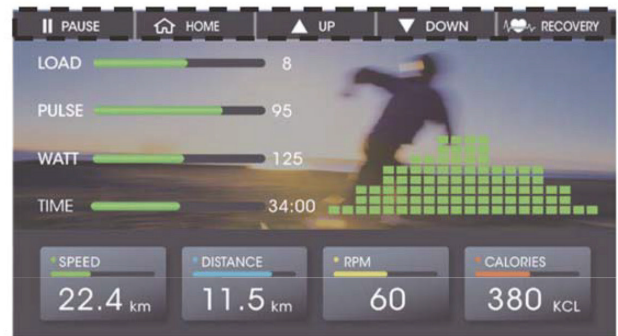 PAUSE HOME UP DOWN RECOVERY
LOAD 8
PULSE 95
WATT 125
TIME 34:00
SPEED DISTANCE RPM CALORIES
22.4 km 11.5 km 60 380 KCL